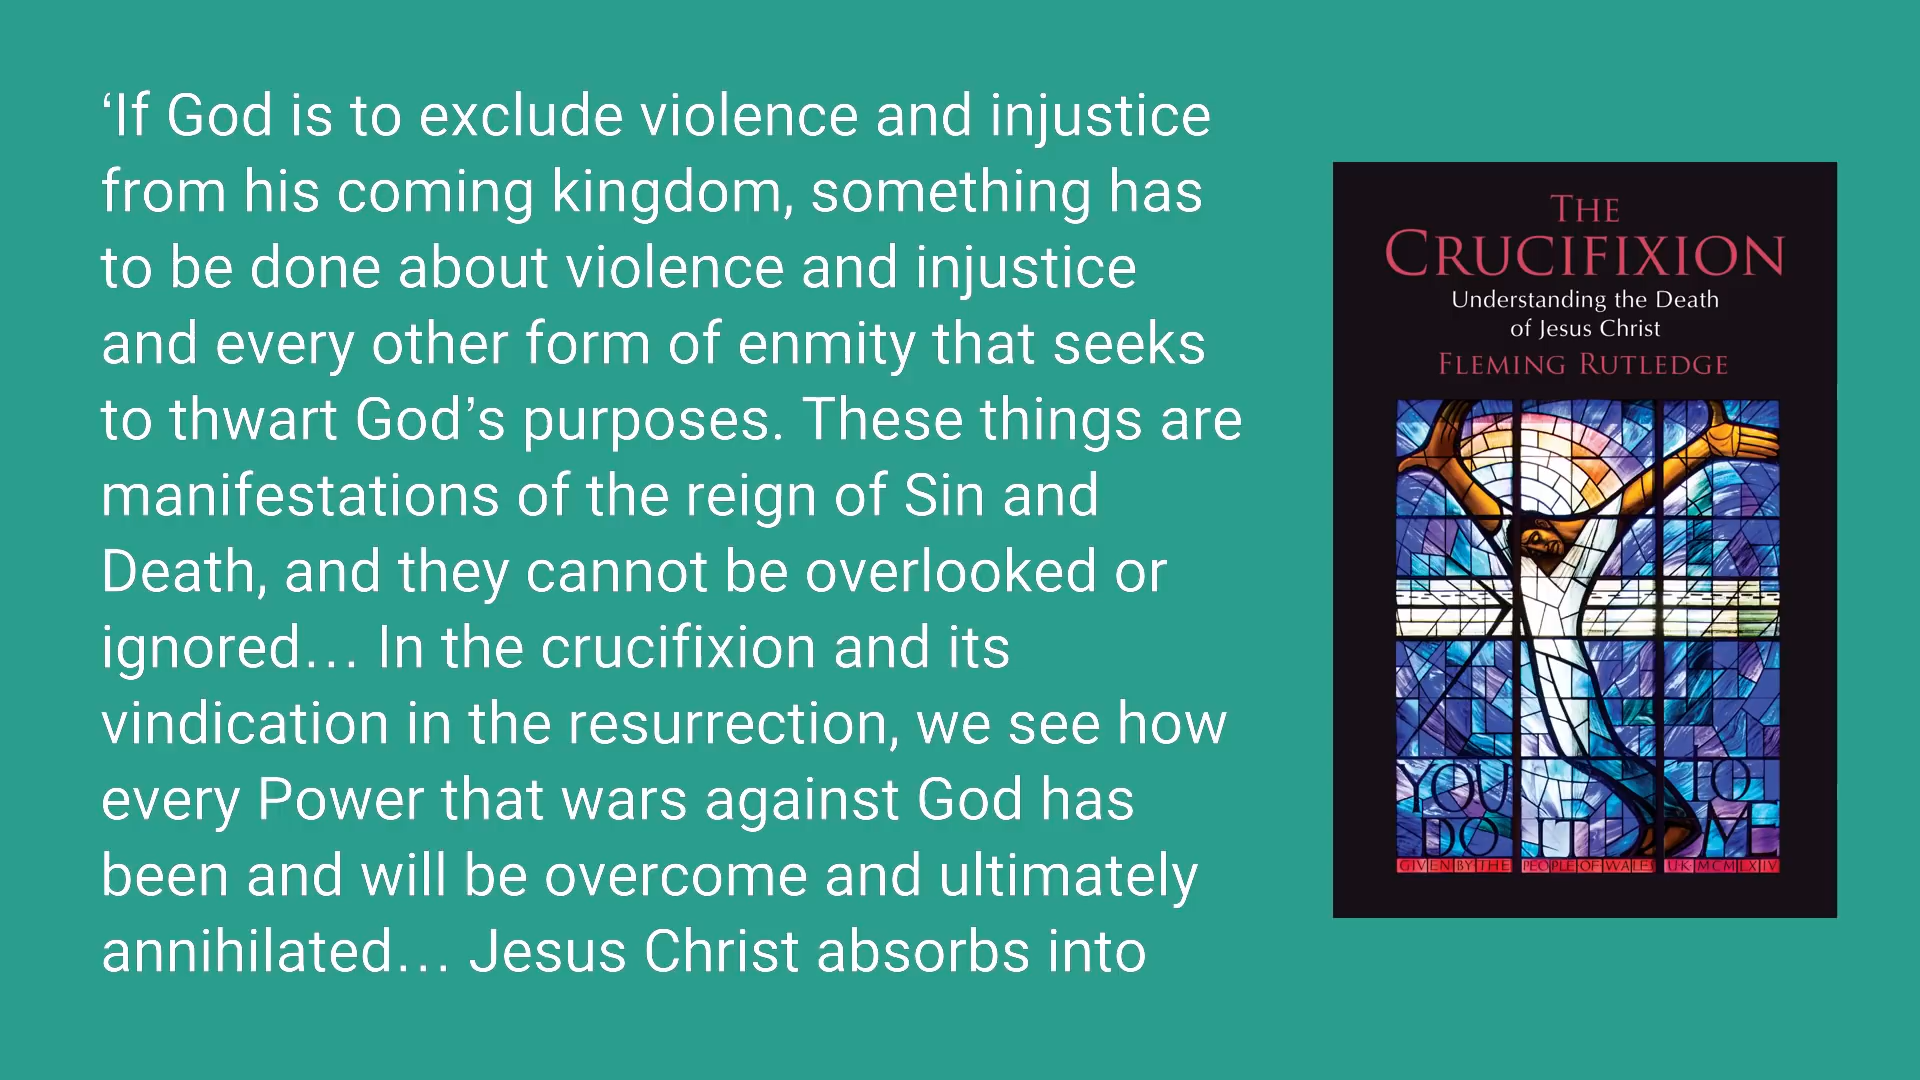 ‘If God is to exclude violence and injustice
from his coming kingdom, something has
to be done about violence and injustice
and every other form of enmity that seeks
to thwart God’s purposes. These things are
manifestations of the reign of Sin and
Death, and they cannot be overlooked or
ignored… In the crucifixion and its
vindication in the resurrection, we see how
every Power that wars against God has
been and will be overcome and ultimately
annihilated… Jesus Christ absorbs into
THE
CRUCIFIXION
Understanding the Death
of Jesus Christ
FLEMING RUTLEDGE
YOU TO
DO IT ME
GIVEN BY THE PEOPLE OF WALES UK MCMLXIV